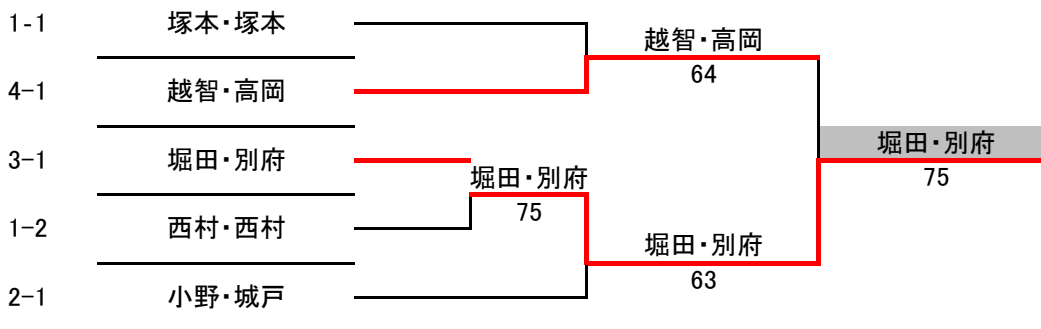 1-1 塚本・塚本
越智・高岡
64
4-1 越智・高岡
堀田・別府
75
3-1 堀田・別府
堀田・別府
75
1-2 西村・西村
堀田・別府
63
2-1 小野・城戸